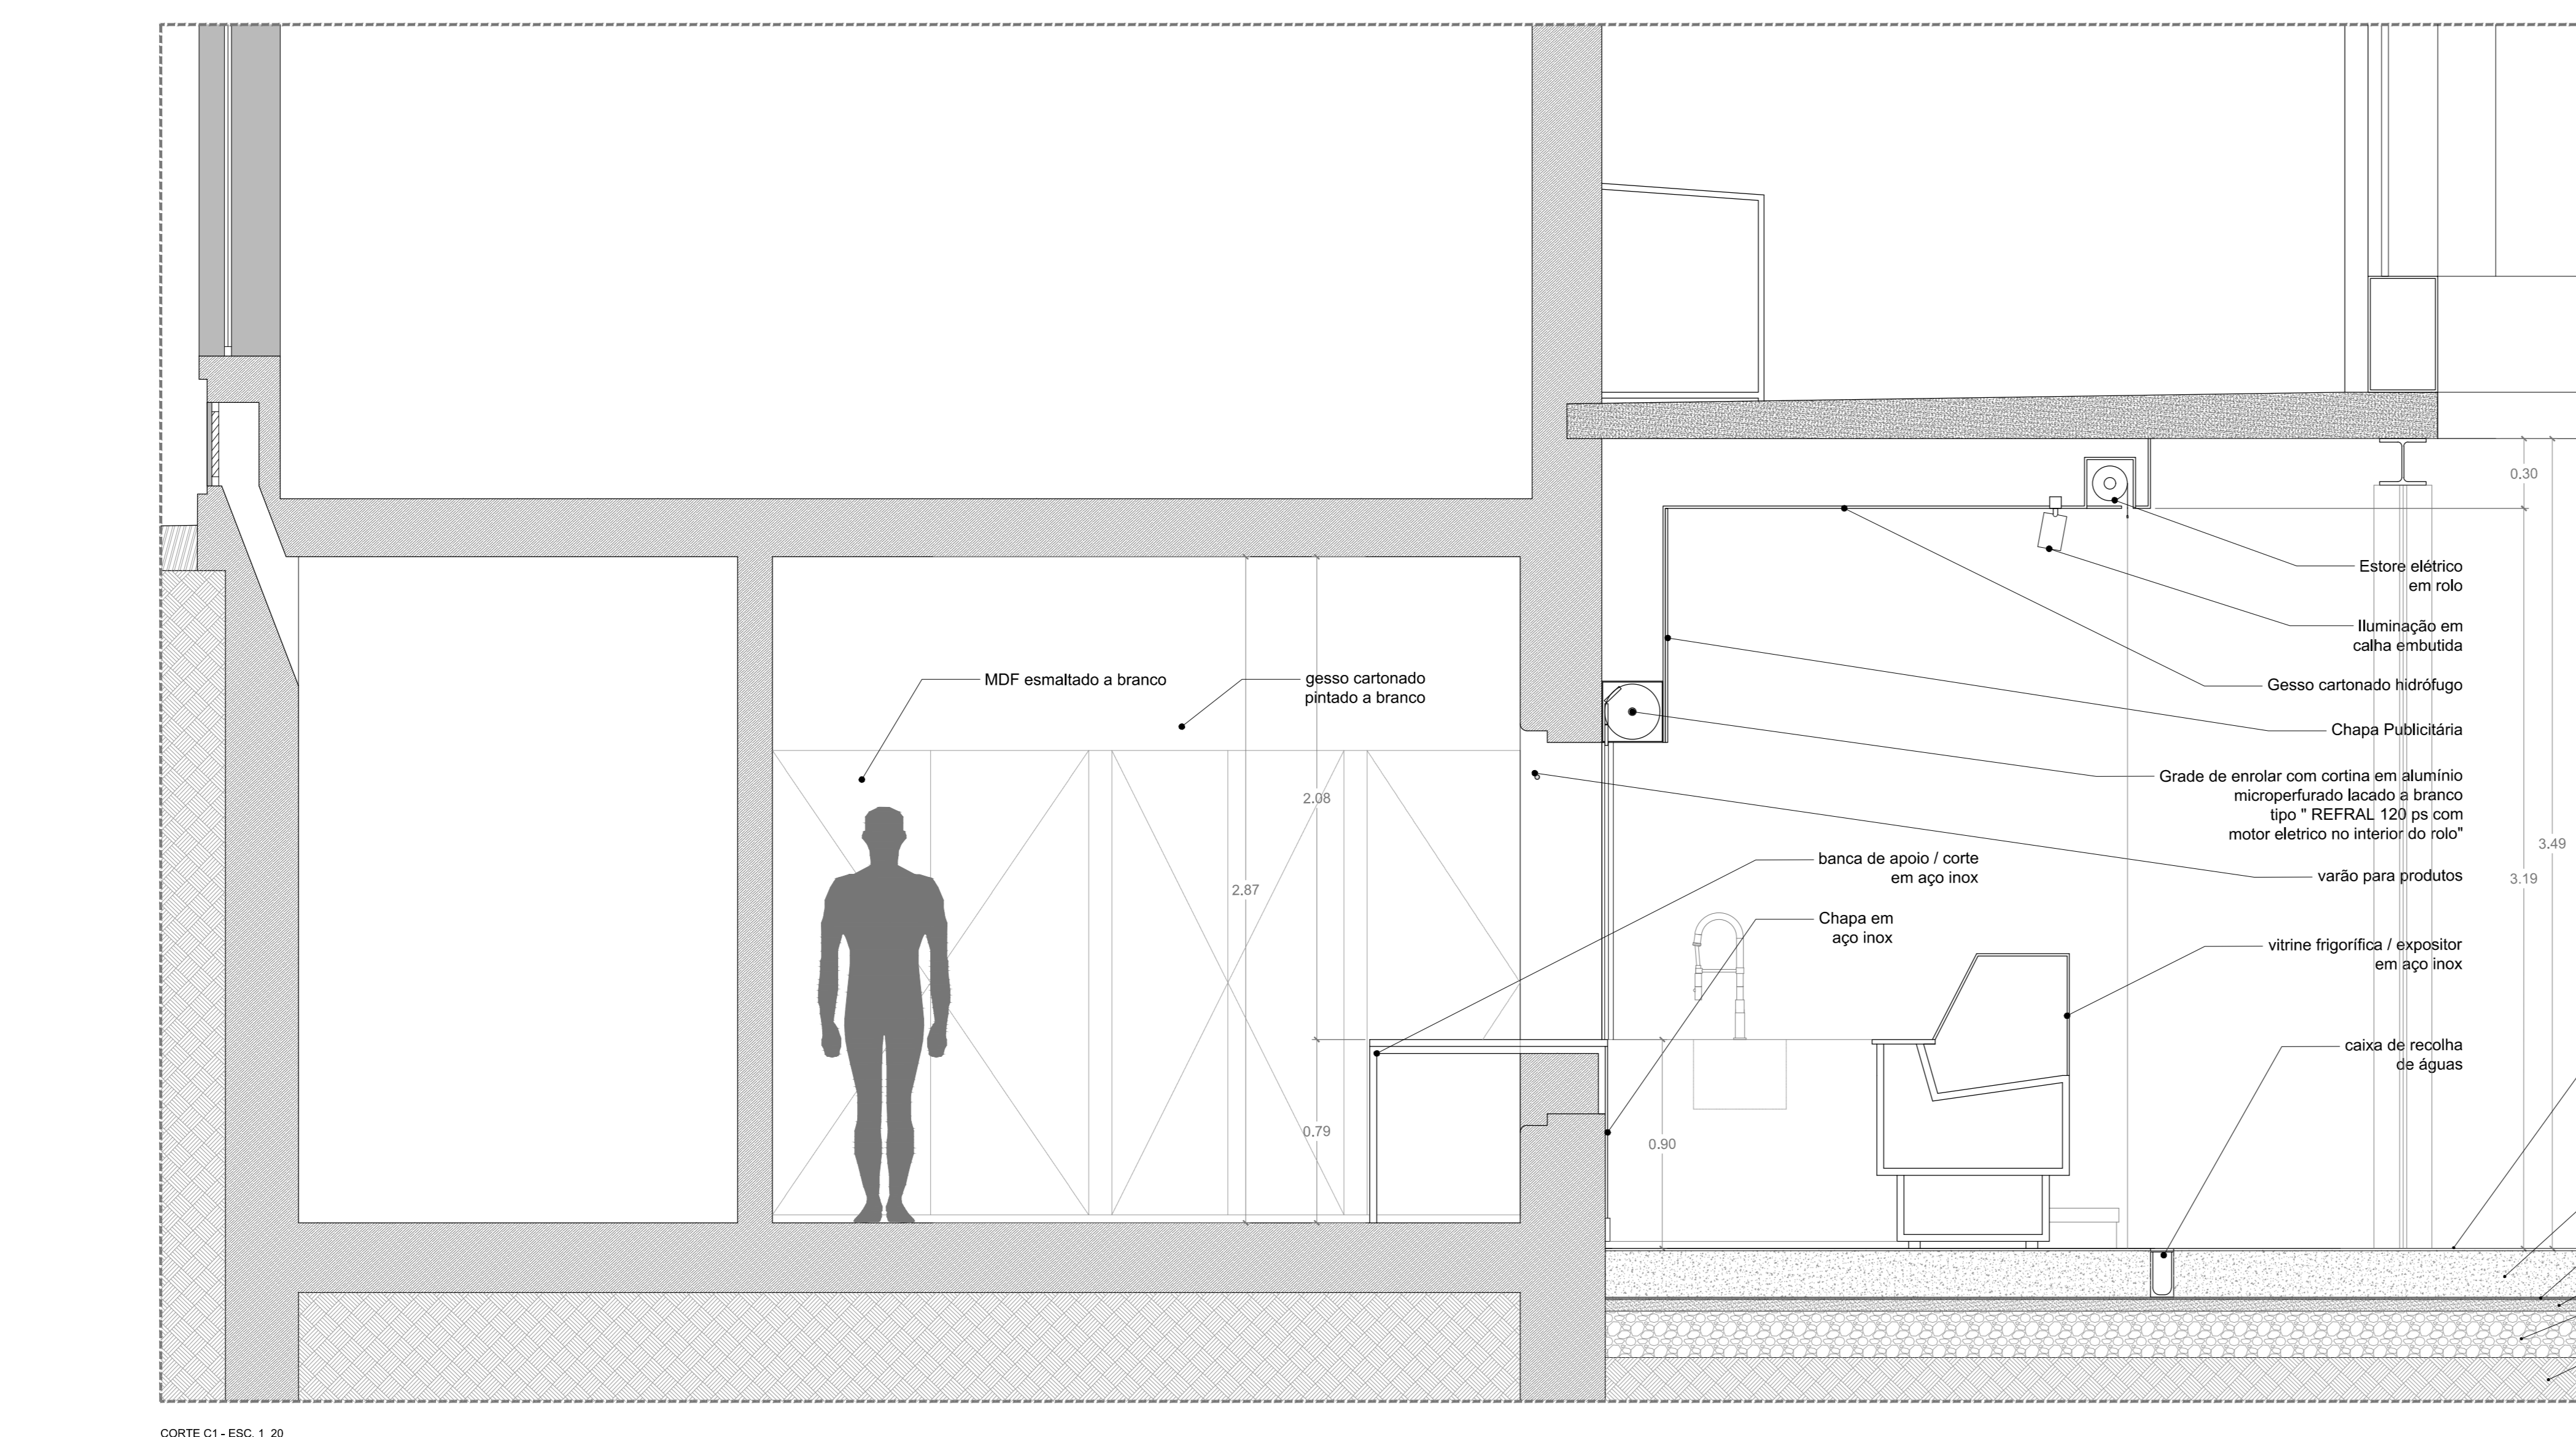 0.30
Estore elétrico
em rolo
Iluminação em
calha embutida
MDF esmaltado a branco
gesso cartonado
pintado a branco
Gesso cartonado hidrófugo
Chapa Publicitária
Grade de enrolar com cortina em alumínio
microperfurado lacado a branco
tipo " REFRAL 120 ps com
motor eletrico no interior do rolo"
2.08
3.49
banca de apoio / corte
em aço inox
2.87
varão para produtos
3.19
Chapa em
aço inox
vitrine frigorífica / expositor
em aço inox
caixa de recolha
de águas
0.79
0.90
CORTE C1 - ESC. 1_20